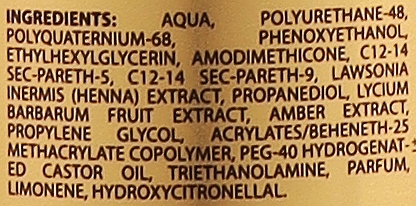 INGREDIENTS: AQUA, POLYURETHANE-48,
POLYQUATERNIUM-68, PHENOXYETHANOL,
ETHYLHEXYLGLYCERIN, AMODIMETHICONE, C12-14
SEC-PARETH-5, C12-14 SEC-PARETH-9, LAWSONIA
INERMIS (HENNA) EXTRACT, PROPANEDIOL, LYCIUM
BARBARUM FRUIT EXTRACT, AMBER EXTRACT,
PROPYLENE GLYCOL, ACRYLATES/BEHENETH-25
METHACRYLATE COPOLYMER, PEG-40 HYDROGENAT-
ED CASTOR OIL, TRIETHANOLAMINE, PARFUM,
LIMONENE, HYDROXYCITRONELLAL.